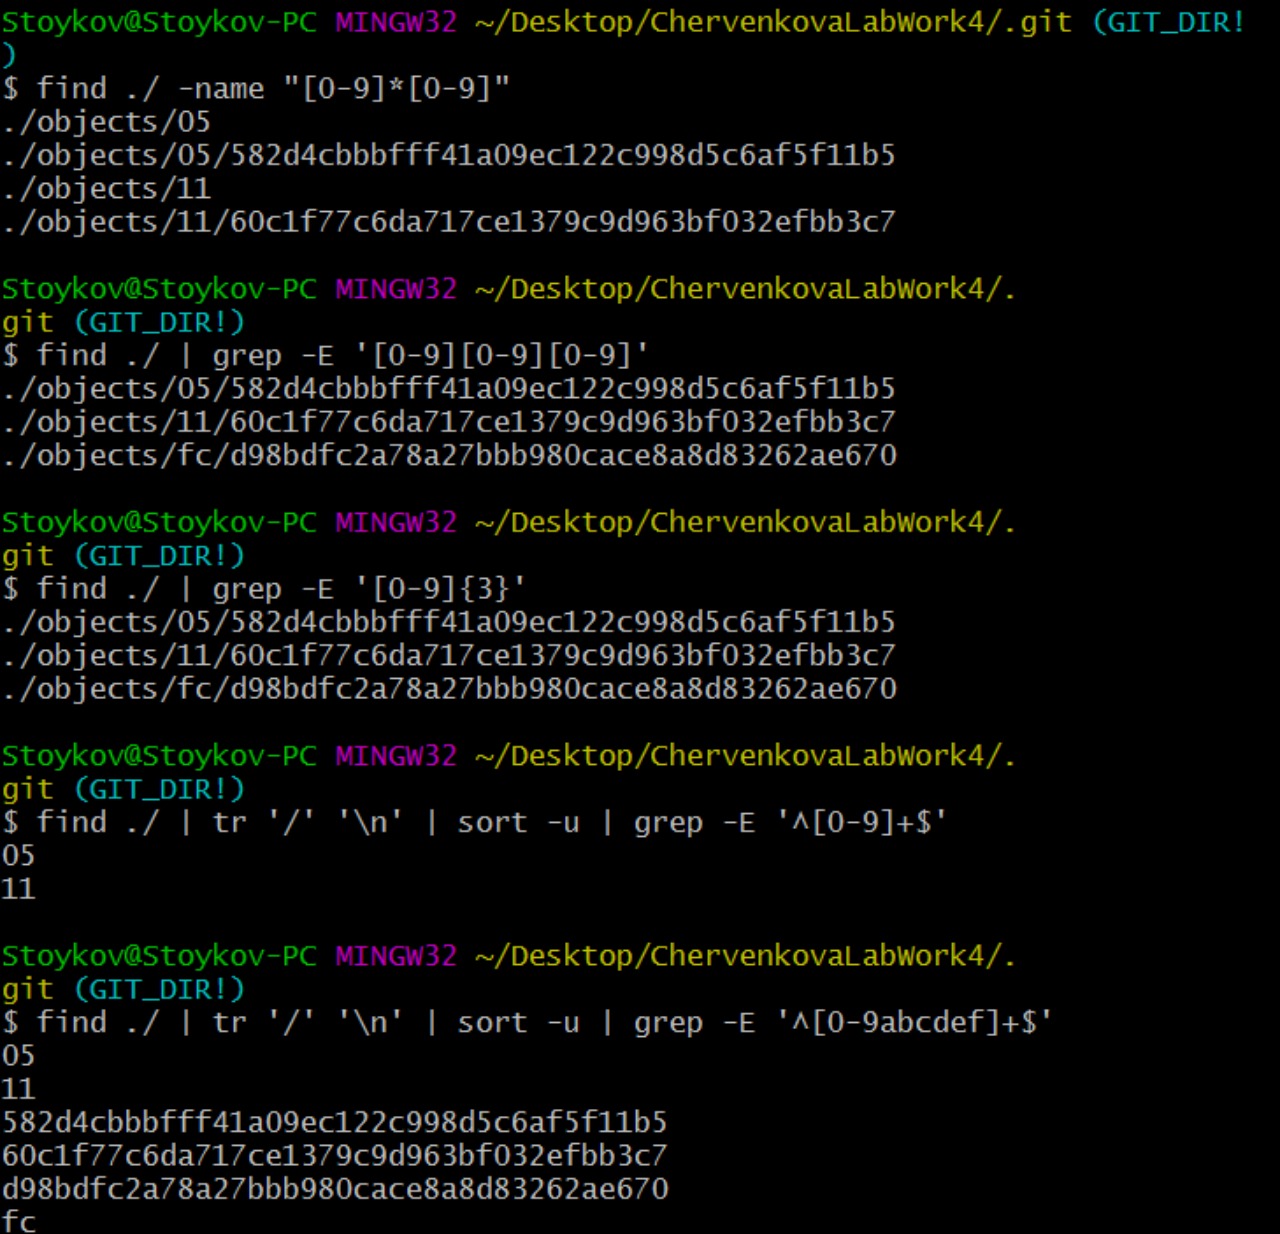 Stoykov@Stoykov-PC MINGW32 ~/Desktop/ChervenkovaLabWork4/.git (GIT_DIR!
)
$ find ./ -name "[0-9]*[0-9]"
./objects/05
./objects/05/582d4cbbbfff41a09ec122c998d5c6af5f11b5
./objects/11
./objects/11/60c1f77c6da717ce1379c9d963bf032efbb3c7
Stoykov@Stoykov-PC MINGW32 ~/Desktop/ChervenkovaLabWork4/.
git (GIT_DIR!)
$ find ./ | grep -E '[0-9][0-9][0-9]'
./objects/05/582d4cbbbfff41a09ec122c998d5c6af5f11b5
./objects/11/60c1f77c6da717ce1379c9d963bf032efbb3c7
./objects/fc/d98bdfc2a78a27bbb980cace8a8d83262ae670
Stoykov@Stoykov-PC MINGW32 ~/Desktop/ChervenkovaLabWork4/.
git (GIT_DIR!)
$ find ./ | grep -E '[0-9]{3}'
./objects/05/582d4cbbbfff41a09ec122c998d5c6af5f11b5
./objects/11/60c1f77c6da717ce1379c9d963bf032efbb3c7
./objects/fc/d98bdfc2a78a27bbb980cace8a8d83262ae670
Stoykov@Stoykov-PC MINGW32 ~/Desktop/ChervenkovaLabWork4/.
git (GIT_DIR!)
$ find ./ | tr '/' '\n' | sort -u | grep -E '^[0-9]+$'
05
11
Stoykov@Stoykov-PC MINGW32 ~/Desktop/ChervenkovaLabWork4/.
git (GIT_DIR!)
$ find ./ | tr '/' '\n' | sort -u | grep -E '^[0-9abcdef]+$'
05
11
582d4cbbbfff41a09ec122c998d5c6af5f11b5
60c1f77c6da717ce1379c9d963bf032efbb3c7
d98bdfc2a78a27bbb980cace8a8d83262ae670
fc